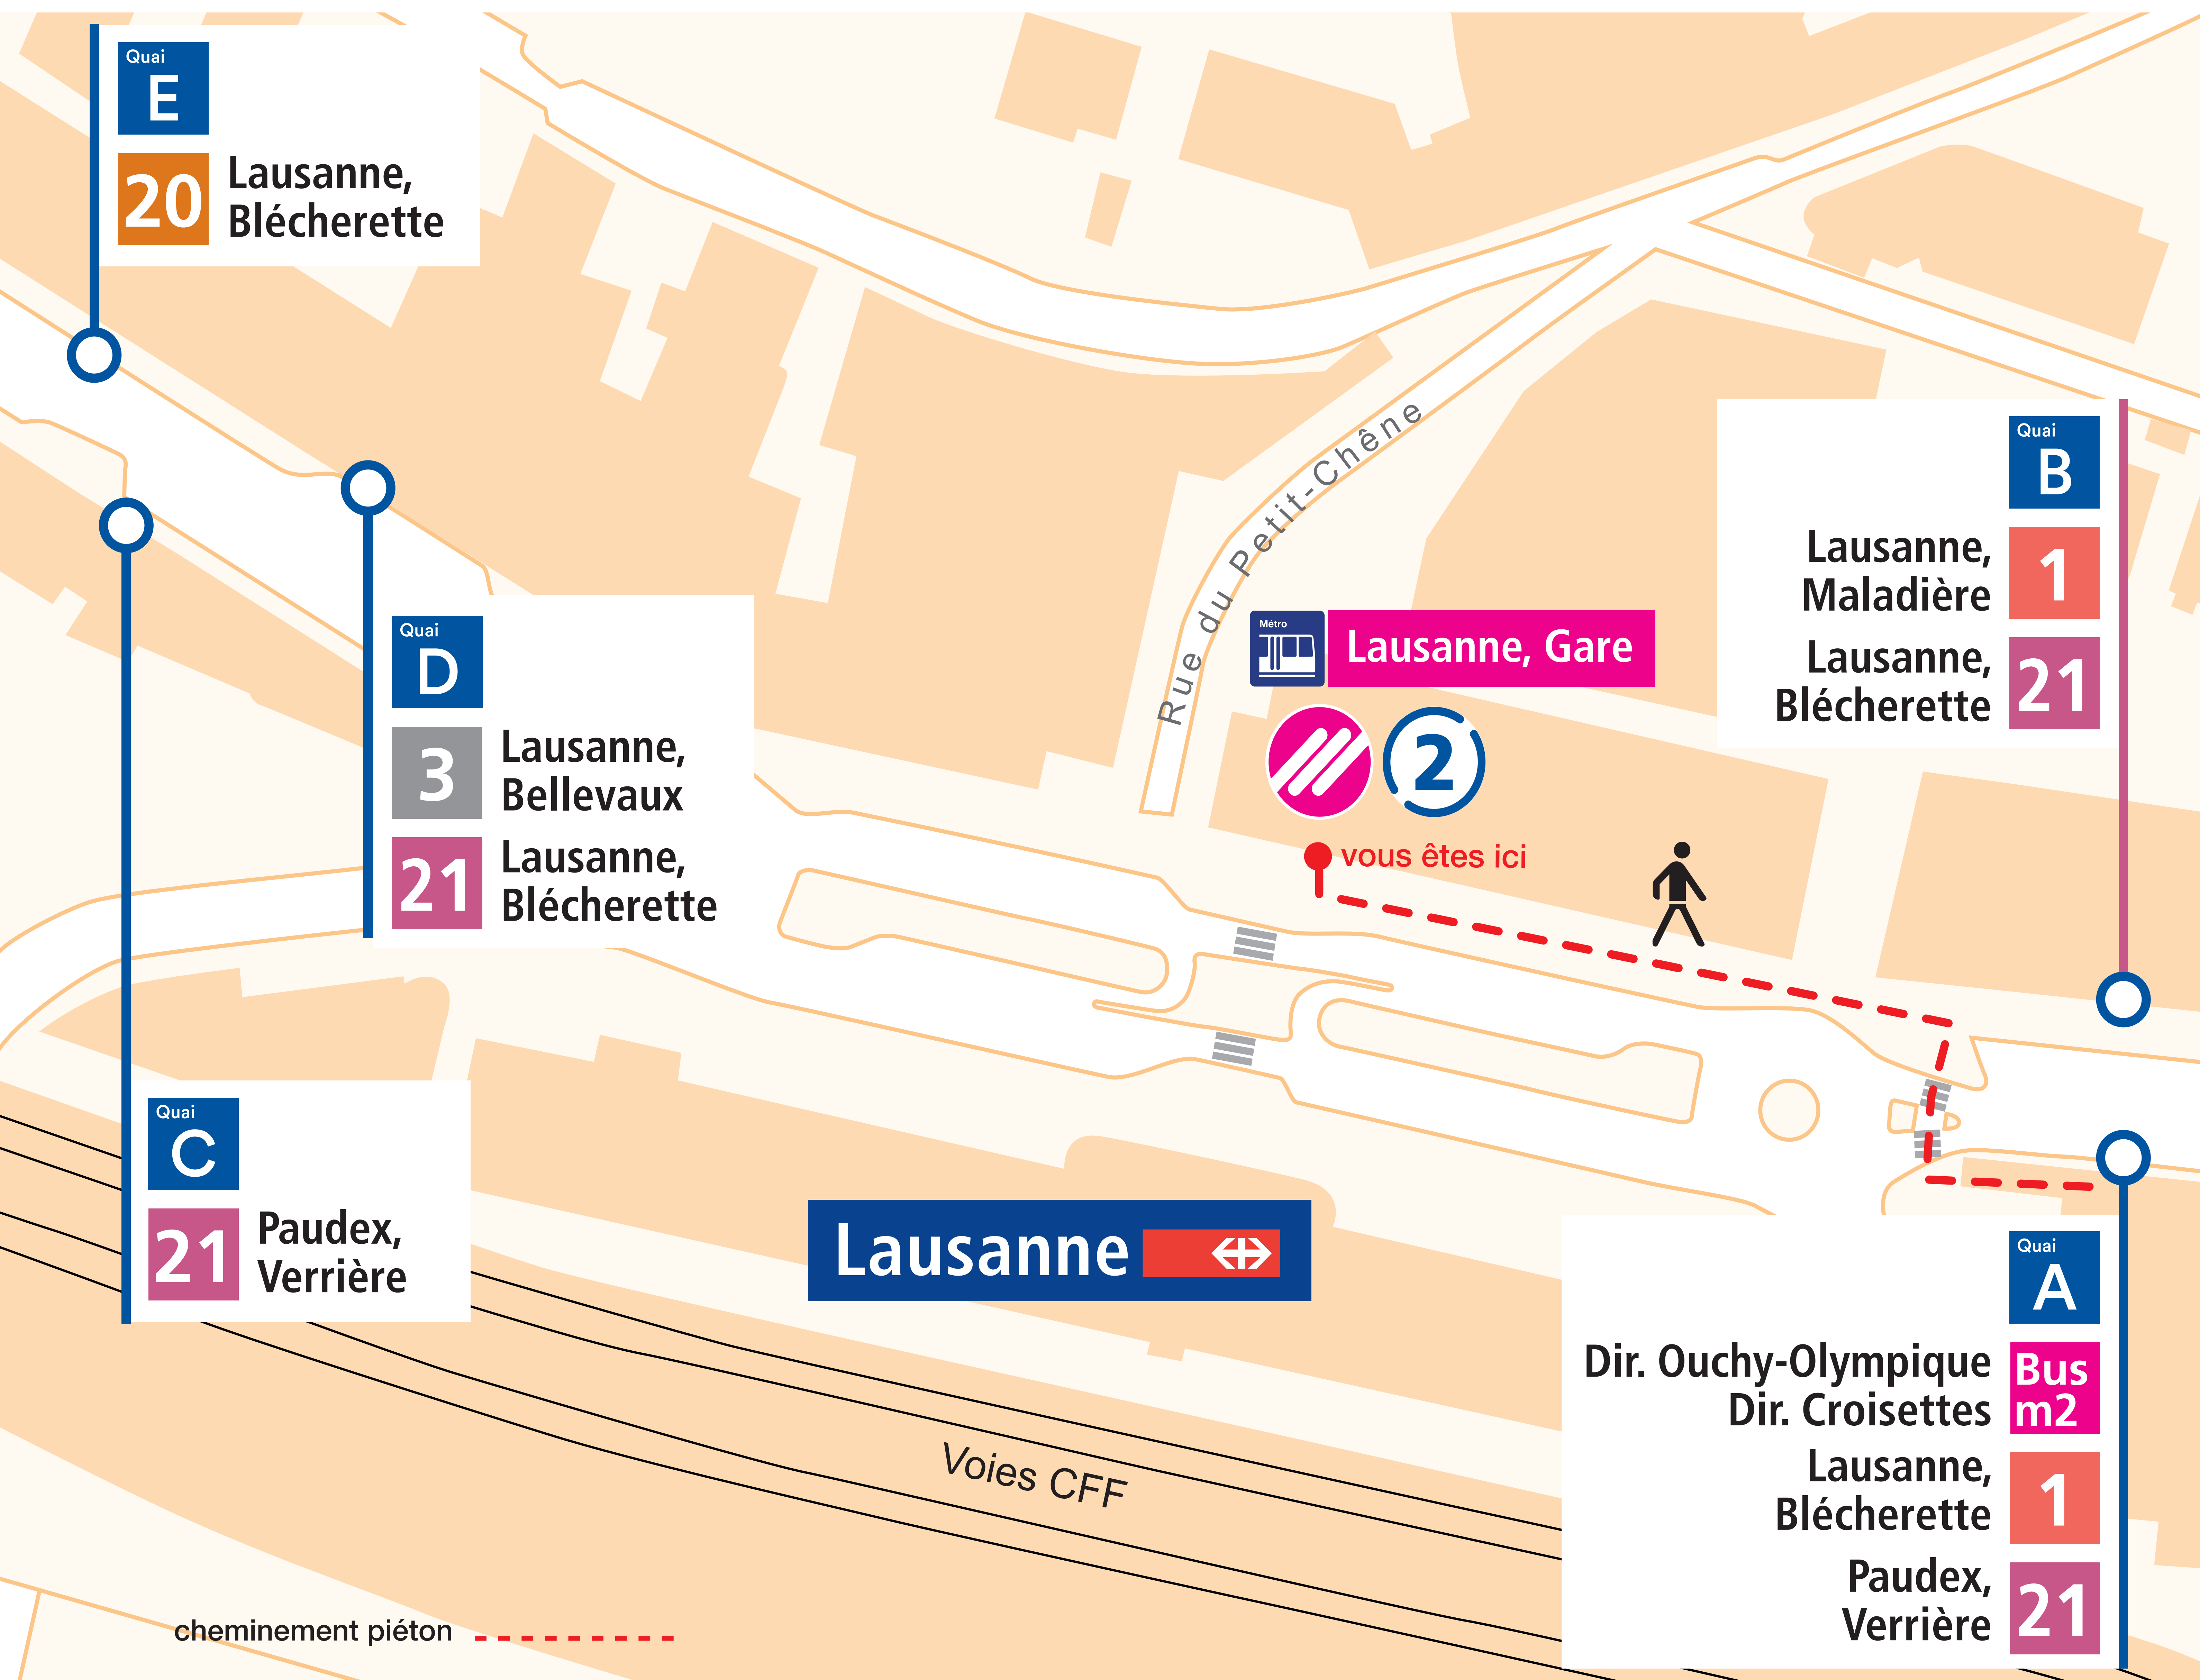 Quai
E
20
Lausanne,
Blécherette
Rue du Petit-Chêne
Quai
B
Lausanne,
Maladière
1
Lausanne,
Blécherette
21
Quai
D
3
Lausanne,
Bellevaux
21
Lausanne,
Blécherette
Métro
Lausanne, Gare
2
vous êtes ici
Quai
C
21
Paudex,
Verrière
Lausanne
Quai
A
Dir. Ouchy-Olympique
Dir. Croisettes
Bus
m2
Lausanne,
Blécherette
1
Paudex,
Verrière
21
Voies CFF
cheminement piéton